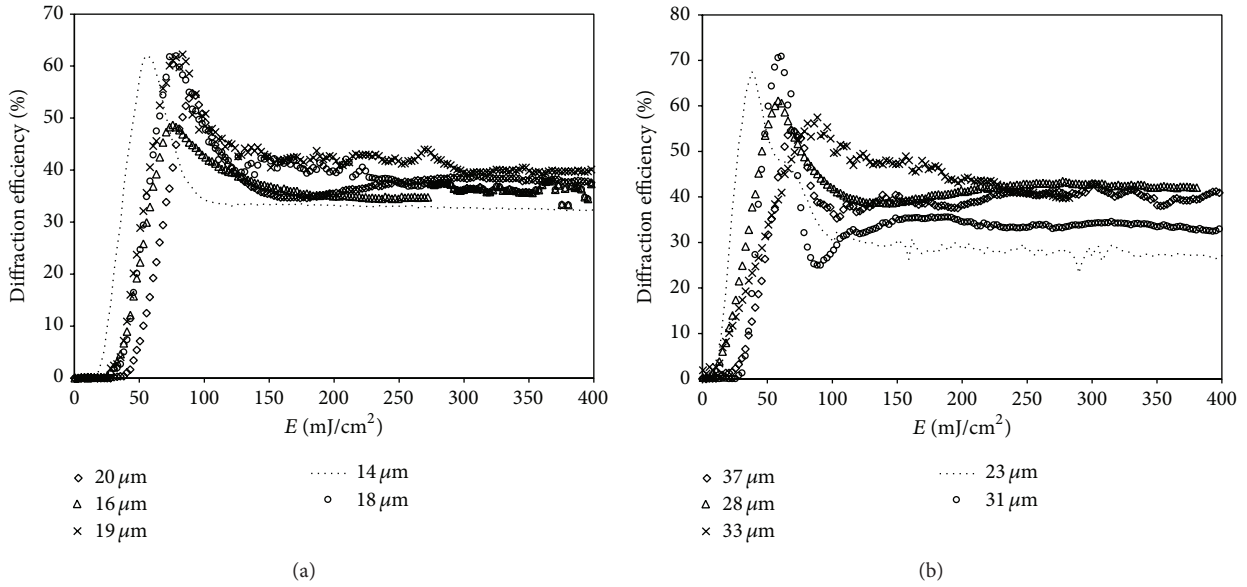 70
60
50
40
30
20
10
0
Diffraction efficiency (%)
0 50 100 150 200 250 300 350 400
E (mJ/cm²)
20 μm
16 μm
19 μm
14 μm
18 μm
(a)
80
70
60
50
40
30
20
10
0
Diffraction efficiency (%)
0 50 100 150 200 250 300 350 400
E (mJ/cm²)
37 μm
28 μm
33 μm
23 μm
31 μm
(b)